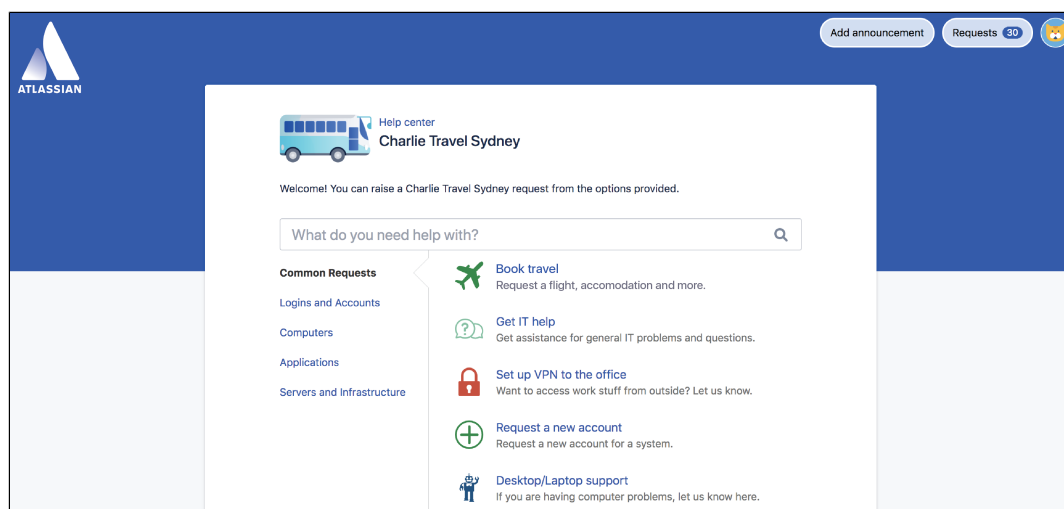 Add announcement
Requests 30
ATLASSIAN
Help center
Charlie Travel Sydney
Welcome! You can raise a Charlie Travel Sydney request from the options provided.
What do you need help with?
Common Requests
Logins and Accounts
Computers
Applications
Servers and Infrastructure
Book travel
Request a flight, accomodation and more.
Get IT help
Get assistance for general IT problems and questions.
Set up VPN to the office
Want to access work stuff from outside? Let us know.
Request a new account
Request a new account for a system.
Desktop/Laptop support
If you are having computer problems, let us know here.